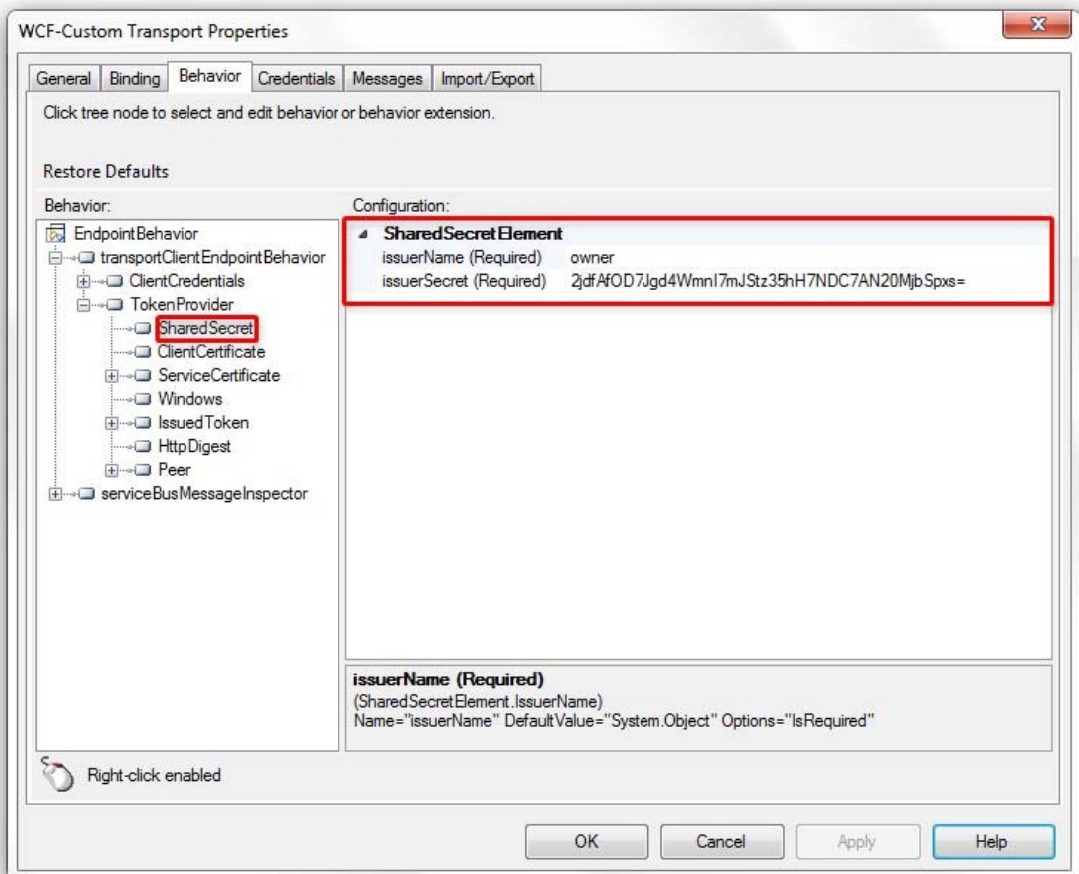 WCF-Custom Transport Properties
X
General Binding Behavior Credentials Messages Import/Export
Click tree node to select and edit behavior or behavior extension.
Restore Defaults
Behavior:
EndpointBehavior
transportClientEndpointBehavior
ClientCredentials
TokenProvider
SharedSecret
ClientCertificate
ServiceCertificate
Windows
IssuedToken
HttpDigest
Peer
serviceBusMessageInspector
Configuration:
SharedSecretElement
issuerName (Required) owner
issuerSecret (Required) 2jdfAfOD7Jgd4WmnI7mJStz35hH7NDC7AN20MjbSpxs=
issuerName (Required)
(SharedSecretElement.IssuerName)
Name="issuerName" DefaultValue="System.Object" Options="IsRequired"
Right-click enabled
OK Cancel Apply Help